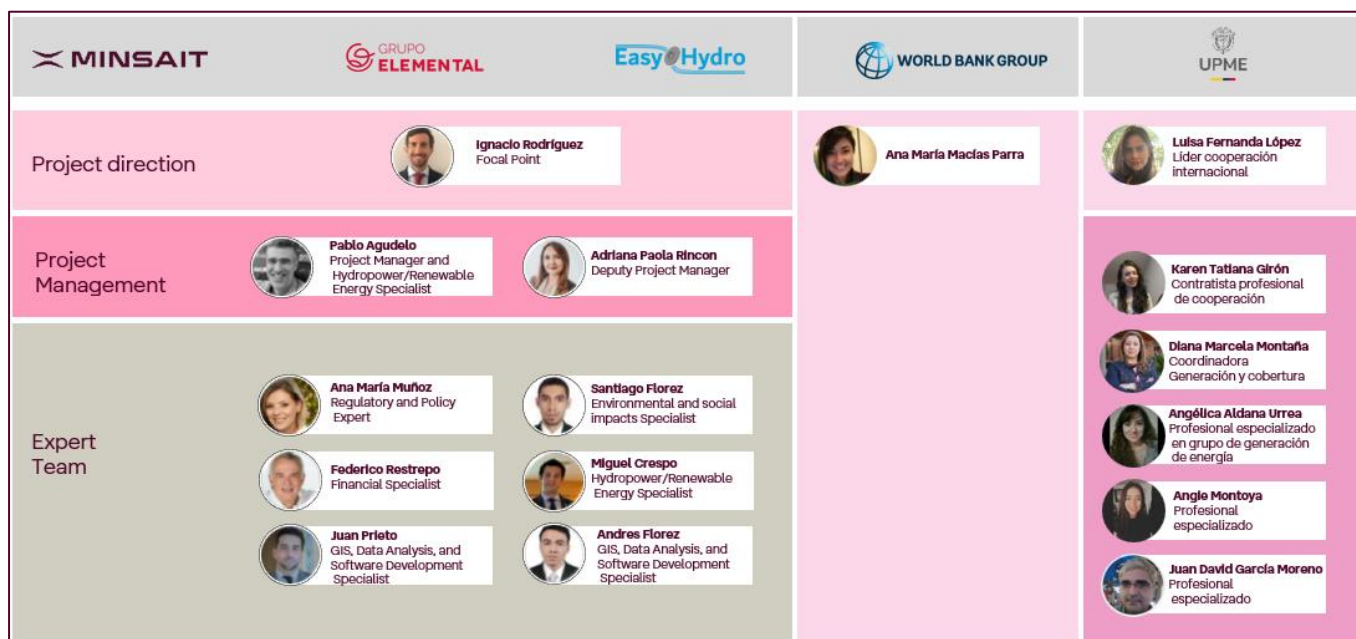 MINSAIT
GRUPO
ELEMENTAL
EasyHydro
WORLD BANK GROUP
UPME
Project direction
Ignacio Rodríguez
Focal Point
Ana María Macías Parra
Luisa Fernanda López
Líder cooperación
internacional
Project
Management
Pablo Agudelo
Project Manager and
Hydropower/Renewable
Energy Specialist
Adriana Paola Rincon
Deputy Project Manager
Karen Tatiana Girón
Contratista profesional
de cooperación
Diana Marcela Montaña
Coordinadora
Generación y cobertura
Angélica Aldana Urrea
Profesional especializado
en grupo de generación
de energía
Angie Montoya
Profesional
especializado
Juan David García Moreno
Profesional
especializado
Expert
Team
Ana María Muñoz
Regulatory and Policy
Expert
Santiago Florez
Environmental and social
impacts Specialist
Federico Restrepo
Financial Specialist
Miguel Crespo
Hydropower/Renewable
Energy Specialist
Juan Prieto
GIS, Data Analysis, and
Software Development
Specialist
Andres Florez
GIS, Data Analysis, and
Software Development
Specialist